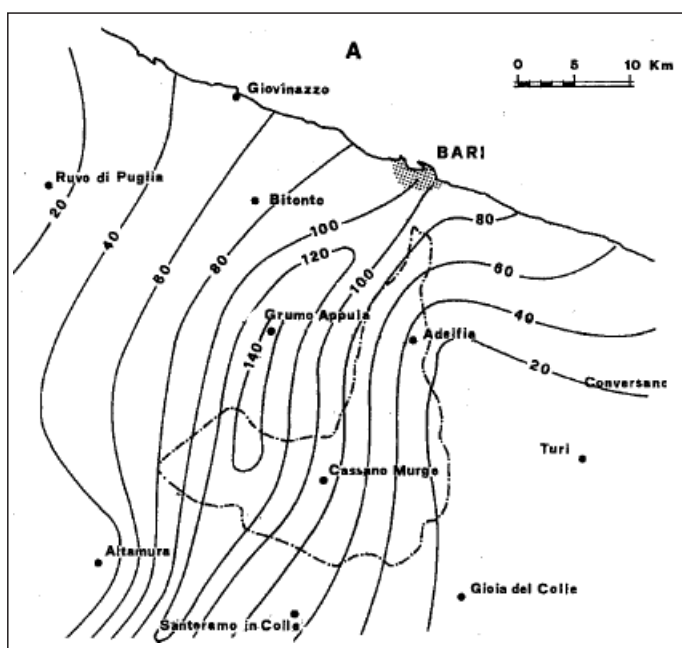 A
0 5 10 Km
Giovinazzo
BARI
Ruvo di Puglia
Bitonto
20
40
60
80
100
120
100
80
60
40
20
Grumo Appula
140
Adelfia
Conversano
Turi
Cassano Murge
Altamura
Gioia del Colle
Santeramo in Colle